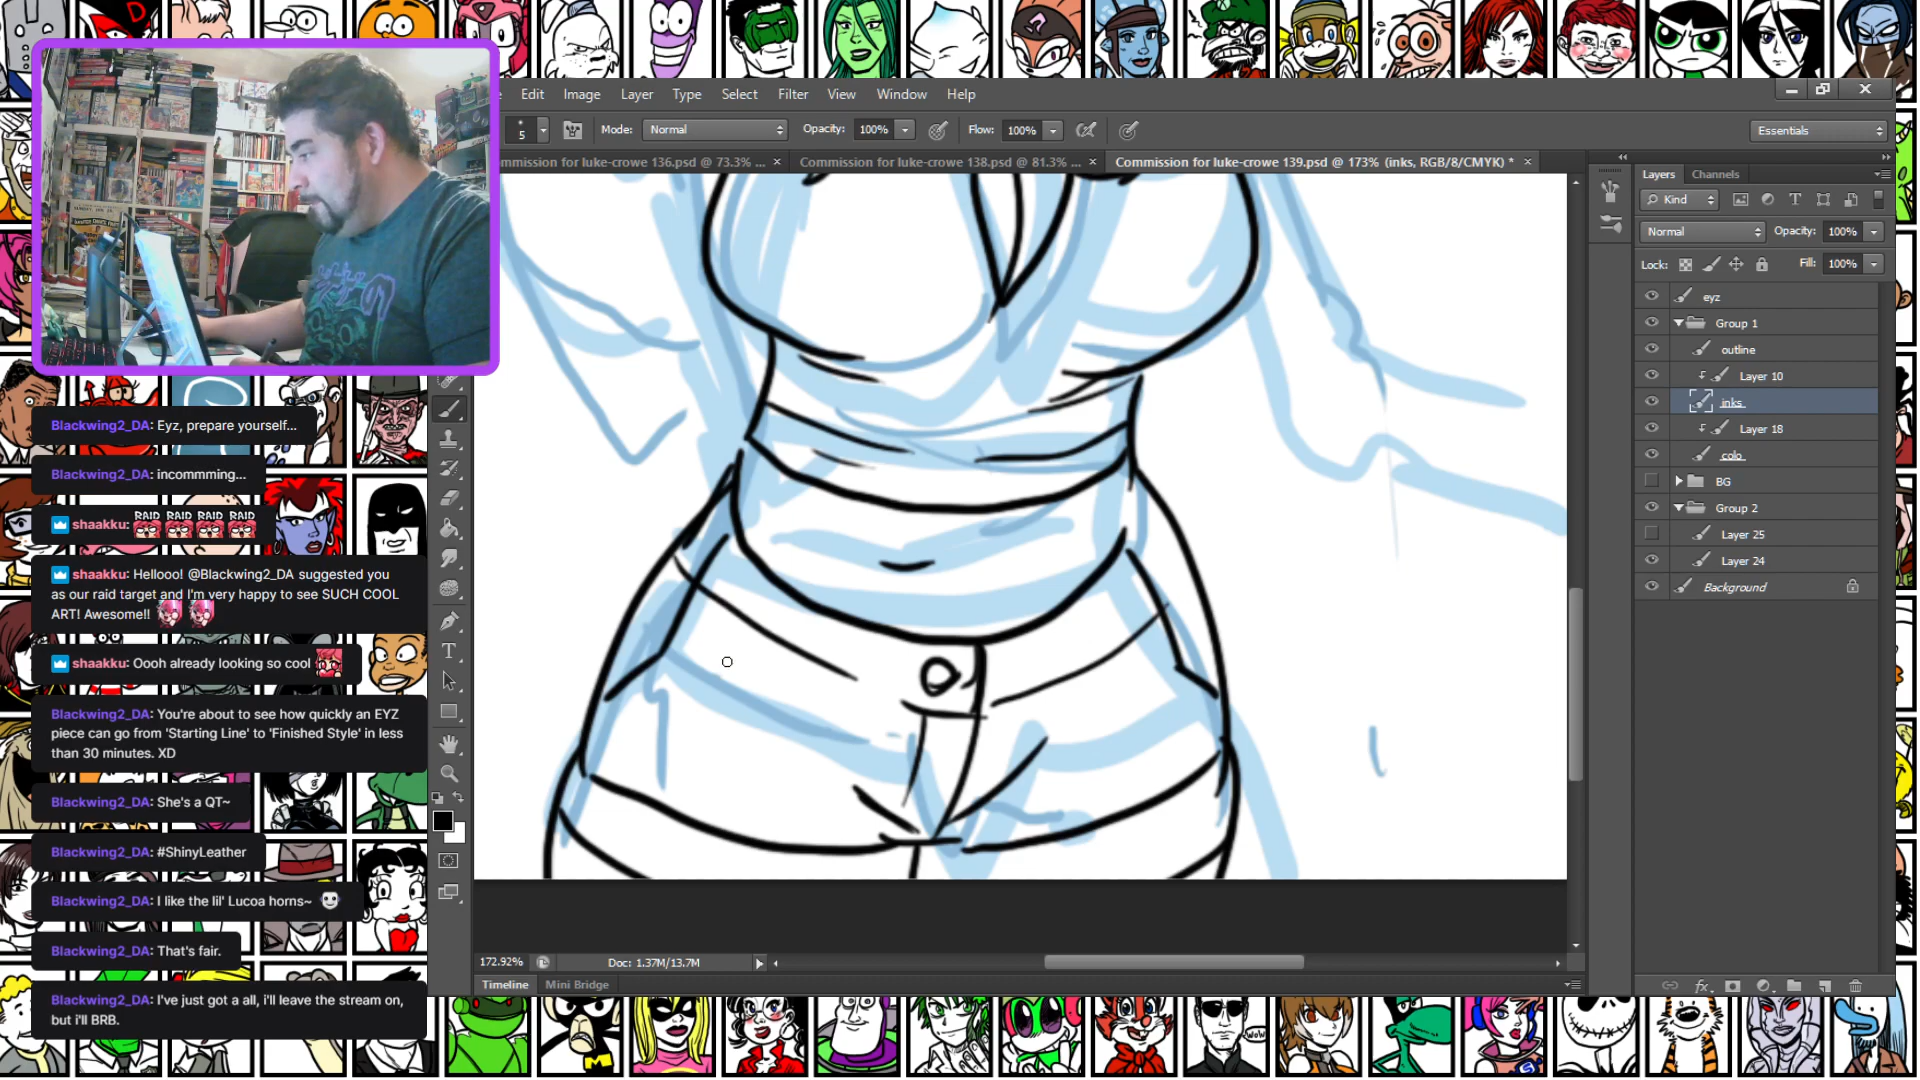 Edit Image Layer Type Select Filter View Window Help
5 Mode: Normal Opacity: 100% Flow: 100% Essentials
mmission for luke-crowe 136.psd @ 73.3% ... × Commission for luke-crowe 138.psd @ 81.3% ... × Commission for luke-crowe 139.psd @ 173% (inks, RGB/8/CMYK) * ×
Layers Channels
Kind
Normal Opacity: 100%
Lock: Fill: 100%
eyz
Group 1
outline
Layer 10
inks
Layer 18
colo
BG
Group 2
Layer 25
Layer 24
Background
Blackwing2_DA: Eyz, prepare yourself...
Blackwing2_DA: incommming...
shaakku: RAID RAID RAID RAID
shaakku: Hellooo! @Blackwing2_DA suggested you
as our raid target and I'm very happy to see SUCH COOL
ART! Awesome!!
shaakku: Oooh already looking so cool
Blackwing2_DA: You're about to see how quickly an EYZ
piece can go from 'Starting Line' to 'Finished Style' in less
than 30 minutes. XD
Blackwing2_DA: She's a QT~
Blackwing2_DA: #ShinyLeather
Blackwing2_DA: I like the lil' Lucoa horns~
Blackwing2_DA: That's fair.
Blackwing2_DA: I've just got a all, i'll leave the stream on,
but i'll BRB.
T
172.92% Doc: 1.37M/13.7M
Timeline Mini Bridge
fx
WOW